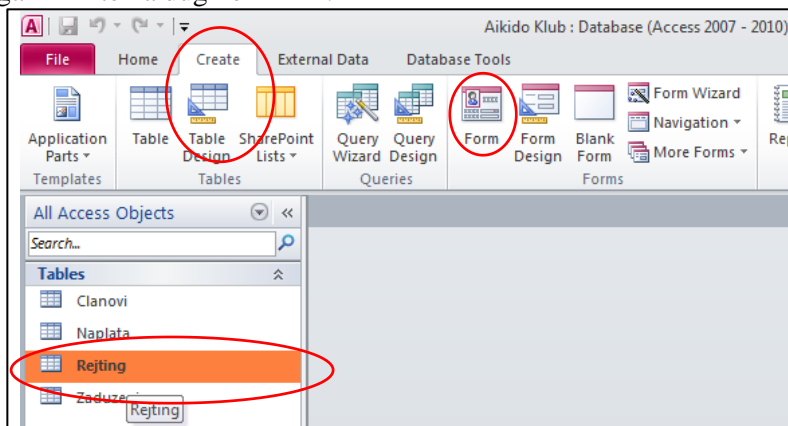 Aikido Klub : Database (Access 2007 - 2010)
File Home Create External Data Database Tools
Application Parts
Table
Table Design
SharePoint Lists
Query Wizard
Query Design
Form
Form Design
Blank Form
Form Wizard
Navigation
More Forms
Templates Tables Queries Forms
All Access Objects
Search...
Tables
Clanovi
Naplata
Rejting
Rejting